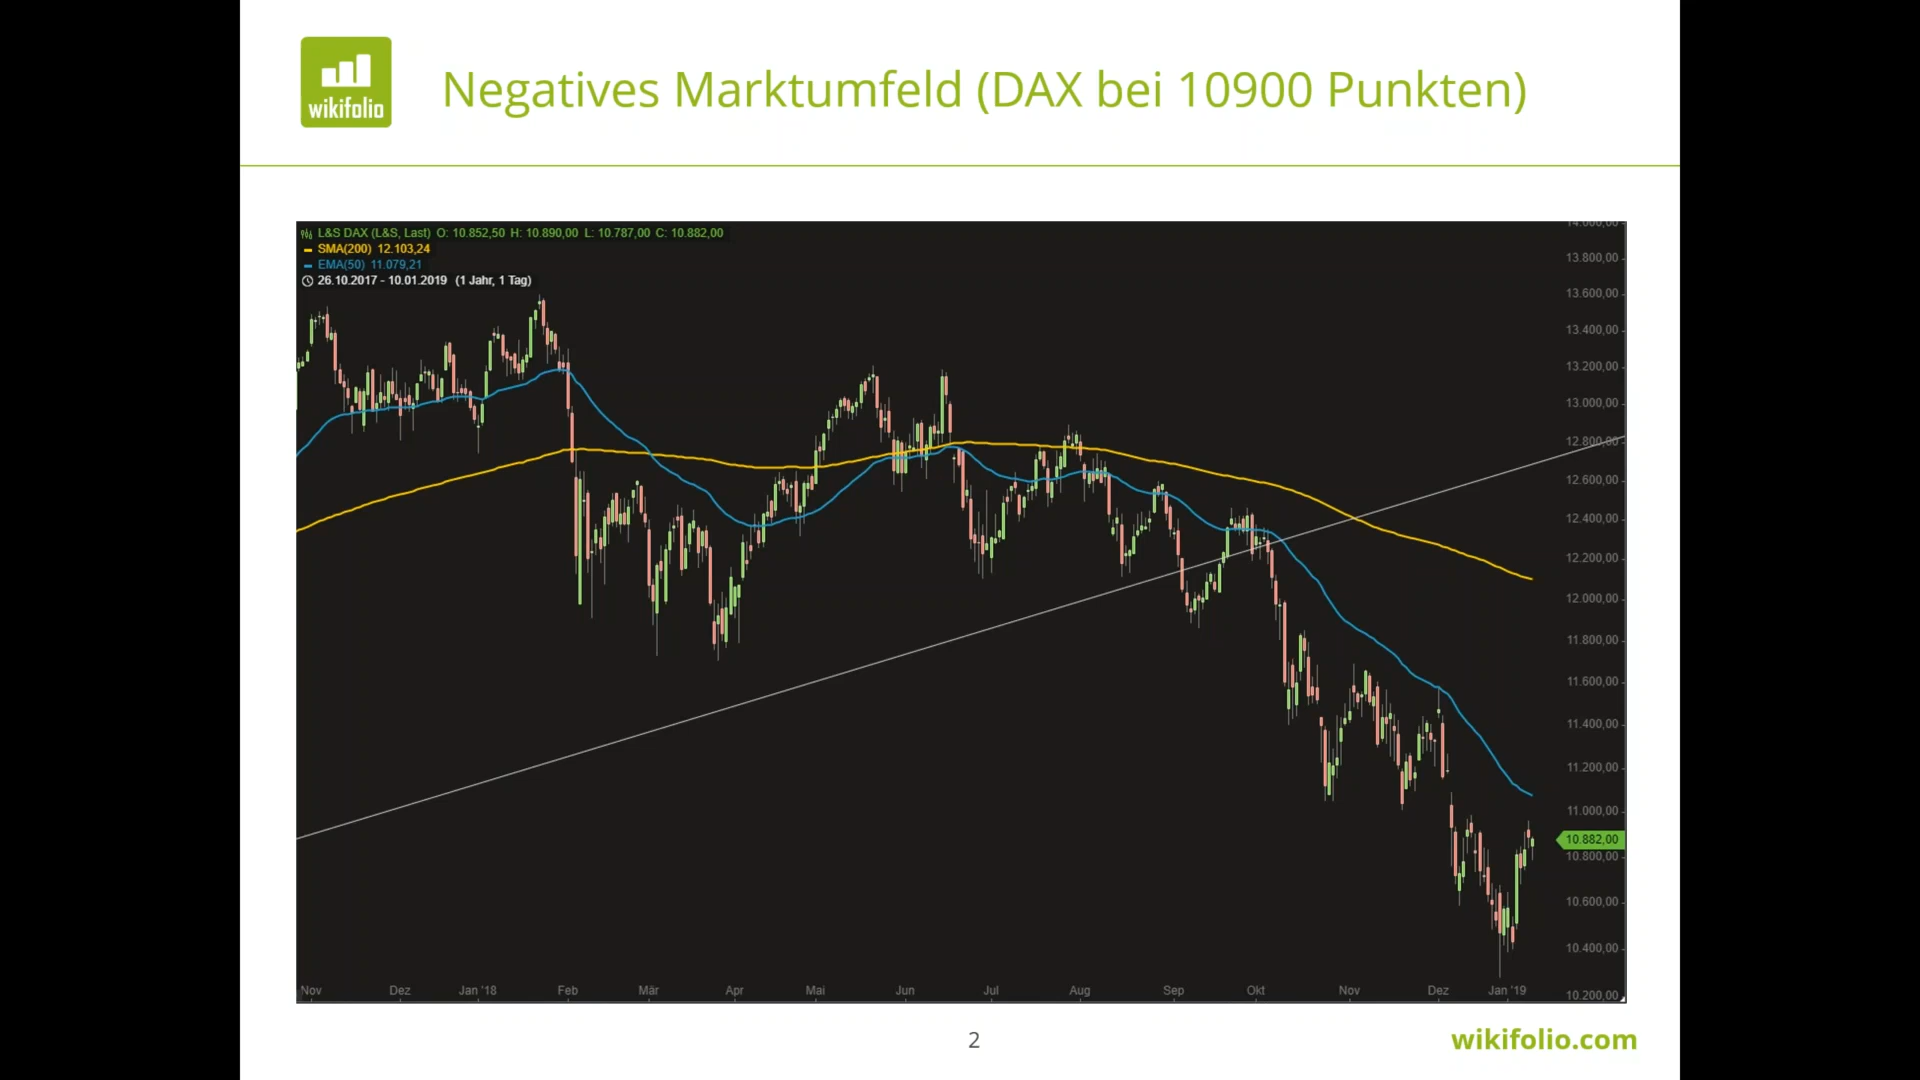 wikifolio
Negatives Marktumfeld (DAX bei 10900 Punkten)
L&S DAX (L&S, Last) O: 10.852,50 H: 10.890,00 L: 10.787,00 C: 10.882,00
SMA(200) 12.103,24
EMA(50) 11.079,21
26.10.2017 - 10.01.2019 (1 Jahr, 1 Tag)
14.000,00
13.800,00
13.600,00
13.400,00
13.200,00
13.000,00
12.800,00
12.600,00
12.400,00
12.200,00
12.000,00
11.800,00
11.600,00
11.400,00
11.200,00
11.000,00
10.882,00
10.800,00
10.600,00
10.400,00
10.200,00
Nov Dez Jan '18 Feb Mär Apr Mai Jun Jul Aug Sep Okt Nov Dez Jan '19
2
wikifolio.com